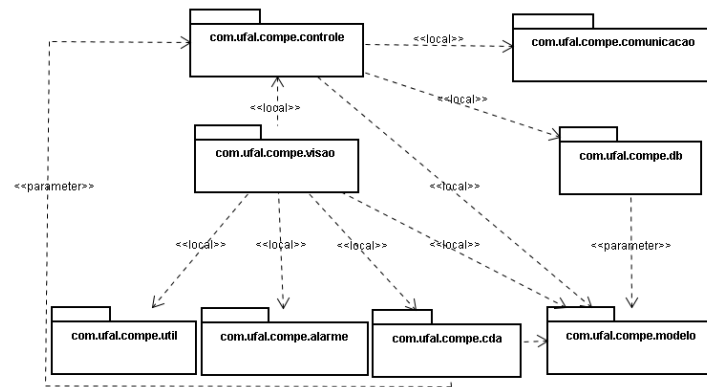 com.ufal.compe.controle
<<local>>
com.ufal.compe.comunicacao
<<local>>
<<local>>
com.ufal.compe.visao
com.ufal.compe.db
<<parameter>>
<<local>>
<<local>>
<<local>>
<<local>>
<<local>>
<<parameter>>
com.ufal.compe.util
com.ufal.compe.alarme
com.ufal.compe.cda
com.ufal.compe.modelo